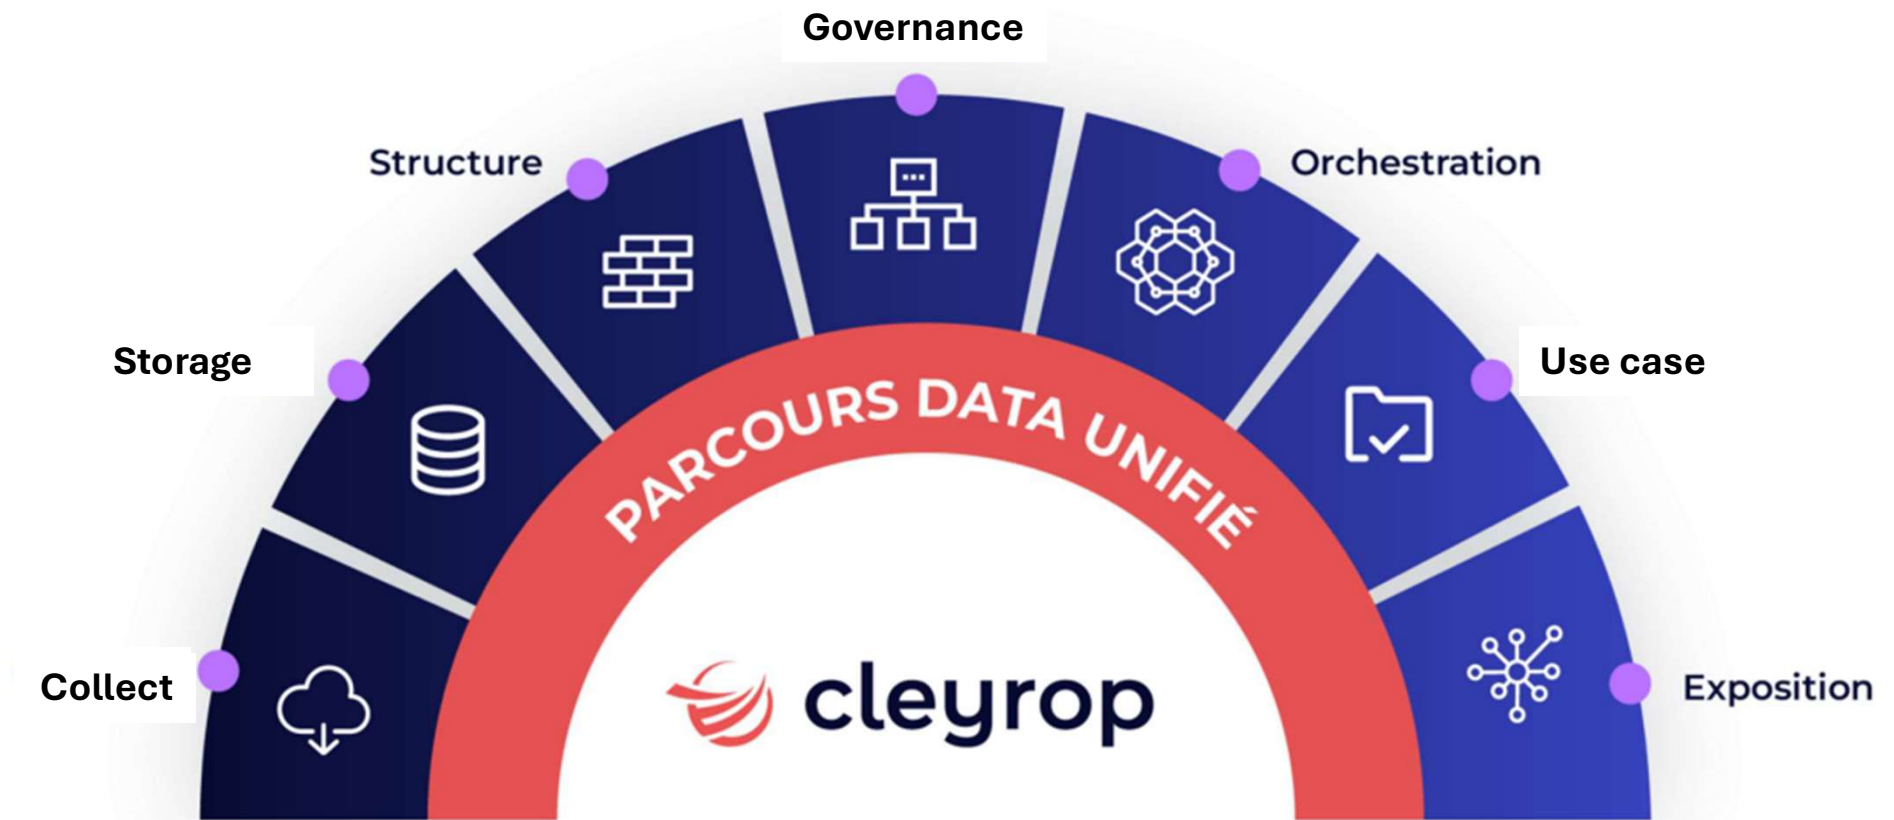 Governance
Structure
Orchestration
Storage
Use case
Collect
Exposition
PARCOURS DATA UNIFIÉ
cleyrop